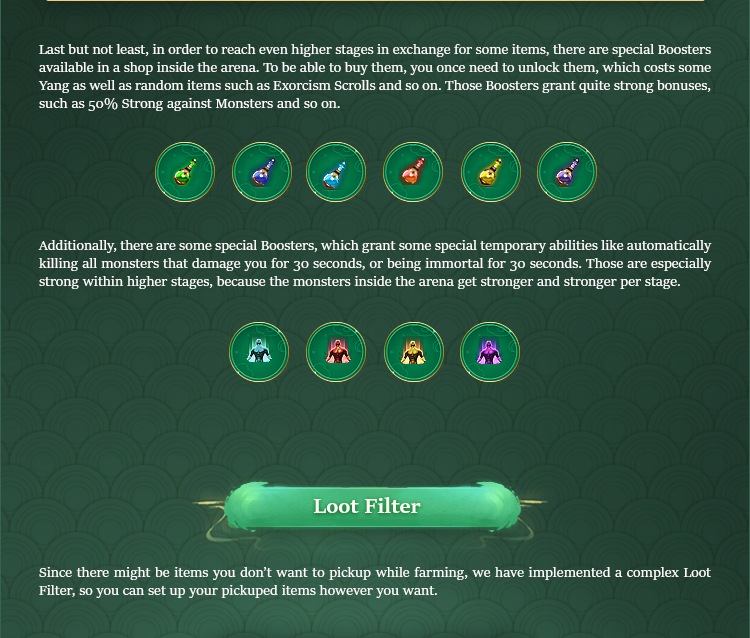 Last but not least, in order to reach even higher stages in exchange for some items, there are special Boosters
available in a shop inside the arena. To be able to buy them, you once need to unlock them, which costs some
Yang as well as random items such as Exorcism Scrolls and so on. Those Boosters grant quite strong bonuses,
such as 50% Strong against Monsters and so on.
Additionally, there are some special Boosters, which grant some special temporary abilities like automatically
killing all monsters that damage you for 30 seconds, or being immortal for 30 seconds. Those are especially
strong within higher stages, because the monsters inside the arena get stronger and stronger per stage.
Loot Filter
Since there might be items you don't want to pickup while farming, we have implemented a complex Loot
Filter, so you can set up your pickuped items however you want.